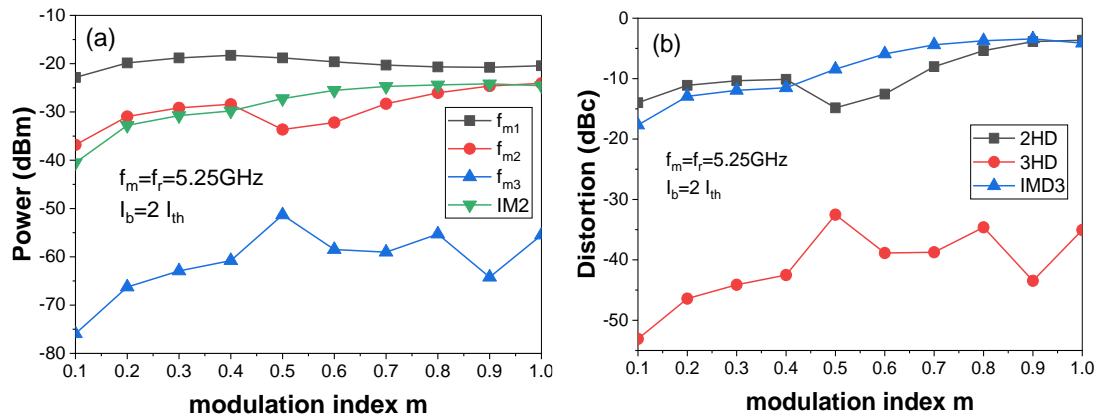 (a)
Power (dBm)
-10
-20
-30
-40
-50
-60
-70
-80
f_m1
f_m2
f_m3
IM2
f_m=f_r=5.25GHz
I_b=2 I_th
0.1 0.2 0.3 0.4 0.5 0.6 0.7 0.8 0.9 1.0
modulation index m
(b)
Distortion (dBc)
0
-10
-20
-30
-40
-50
2HD
3HD
IMD3
f_m=f_r=5.25GHz
I_b=2 I_th
0.1 0.2 0.3 0.4 0.5 0.6 0.7 0.8 0.9 1.0
modulation index m